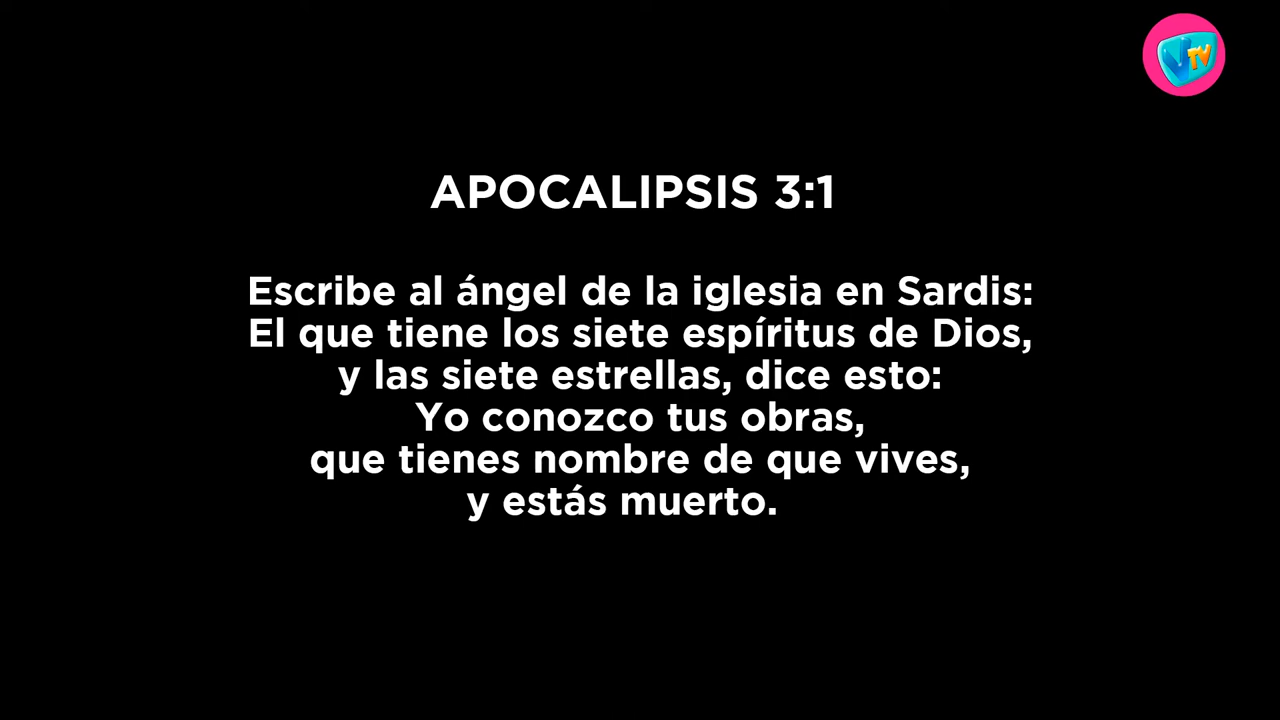 VTV
APOCALIPSIS 3:1
Escribe al ángel de la iglesia en Sardis:
El que tiene los siete espíritus de Dios,
y las siete estrellas, dice esto:
Yo conozco tus obras,
que tienes nombre de que vives,
y estás muerto.